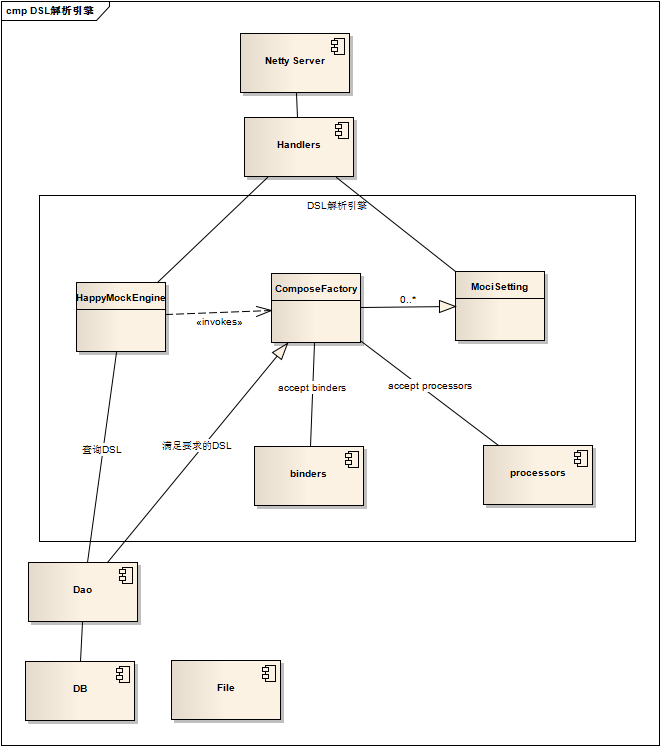 cmp DSL解析引擎
Netty Server
Handlers
DSL解析引擎
HappyMockEngine
ComposeFactory
MociSetting
0..*
«invokes»
accept binders
accept processors
查询DSL
满足要求的DSL
binders
processors
Dao
DB
File